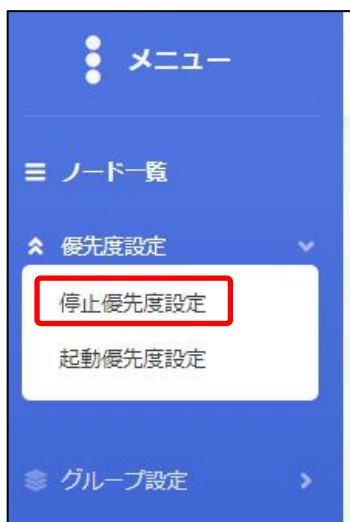 メニュー
ノード一覧
優先度設定
停止優先度設定
起動優先度設定
グループ設定